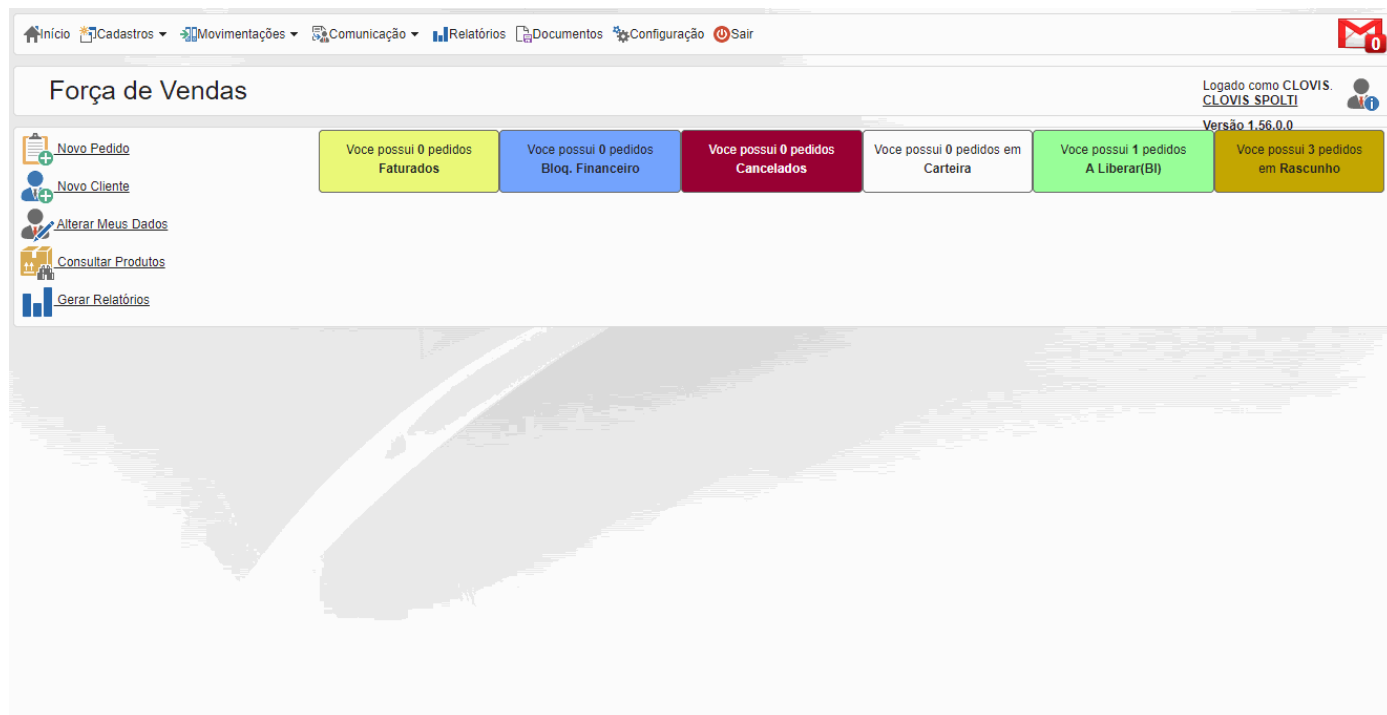 Início Cadastros Movimentações Comunicação Relatórios Documentos Configuração Sair
0
Força de Vendas
Logado como CLOVIS.
CLOVIS SPOLTI
Versão 1.56.0.0
Novo Pedido
Novo Cliente
Alterar Meus Dados
Consultar Produtos
Gerar Relatórios
Voce possui 0 pedidos
Faturados
Voce possui 0 pedidos
Bloq. Financeiro
Voce possui 0 pedidos
Cancelados
Voce possui 0 pedidos em
Carteira
Voce possui 1 pedidos
A Liberar(BI)
Voce possui 3 pedidos
em Rascunho